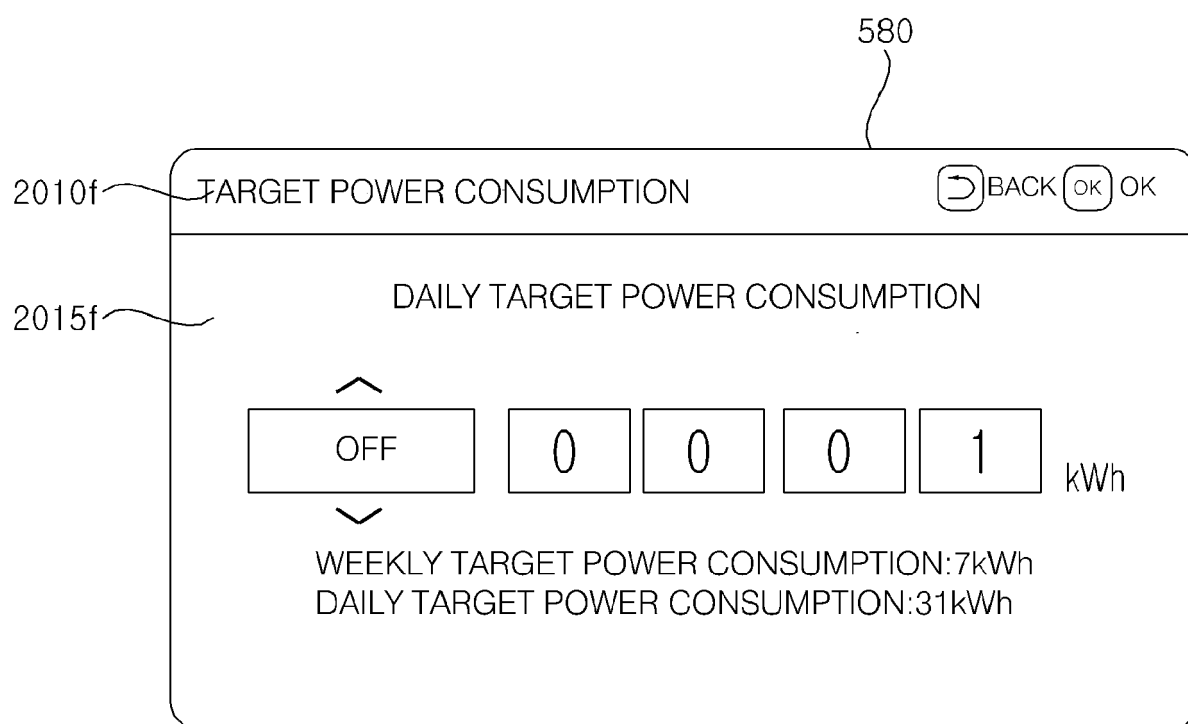 580
2010f
TARGET POWER CONSUMPTION BACK OK OK
2015f
DAILY TARGET POWER CONSUMPTION
OFF 0 0 0 1 kWh
WEEKLY TARGET POWER CONSUMPTION:7kWh
DAILY TARGET POWER CONSUMPTION:31kWh